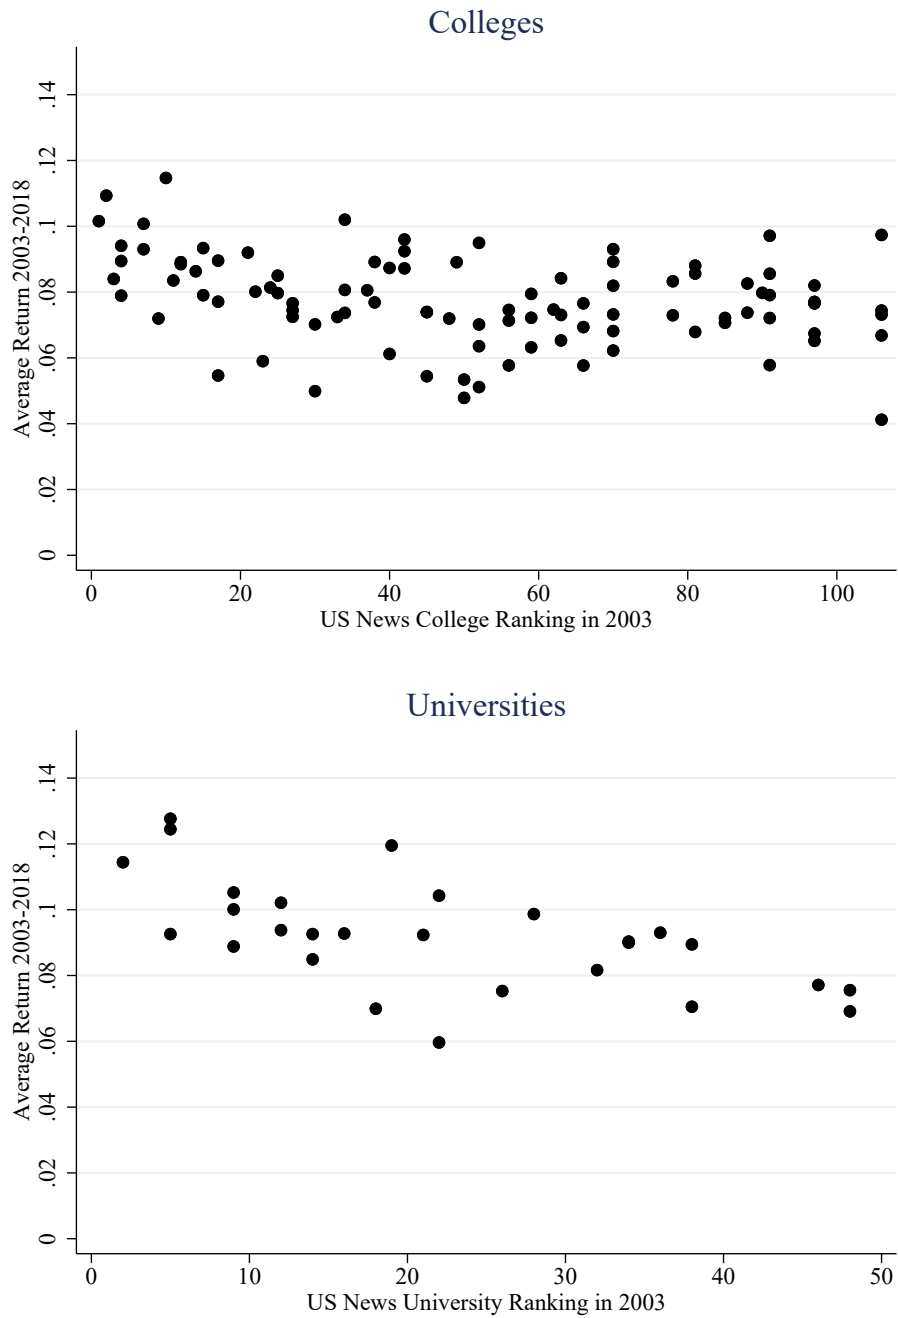 Colleges
Average Return 2003-2018
.14
.12
.1
.08
.06
.04
.02
0
0 20 40 60 80 100
US News College Ranking in 2003
Universities
Average Return 2003-2018
.14
.12
.1
.08
.06
.04
.02
0
0 10 20 30 40 50
US News University Ranking in 2003